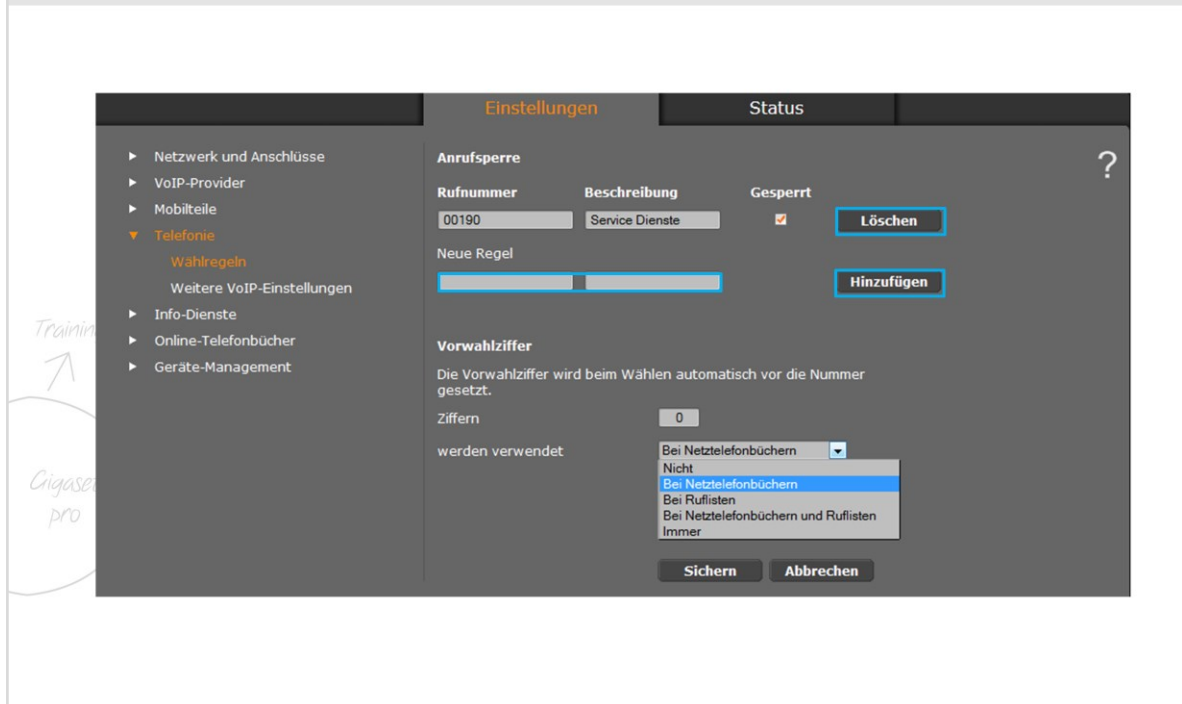 Einstellungen Status
Netzwerk und Anschlüsse
VoIP-Provider
Mobilteile
Telefonie
Wählregeln
Weitere VoIP-Einstellungen
Info-Dienste
Online-Telefonbücher
Geräte-Management
Anrufsperre
?
Rufnummer Beschreibung Gesperrt
00190 Service Dienste Löschen
Neue Regel
Hinzufügen
Vorwahlziffer
Die Vorwahlziffer wird beim Wählen automatisch vor die Nummer
gesetzt.
Ziffern 0
werden verwendet Bei Netztelefonbüchern
Nicht
Bei Netztelefonbüchern
Bei Ruflisten
Bei Netztelefonbüchern und Ruflisten
Immer
Sichern Abbrechen
Trainin
Gigaset
pro